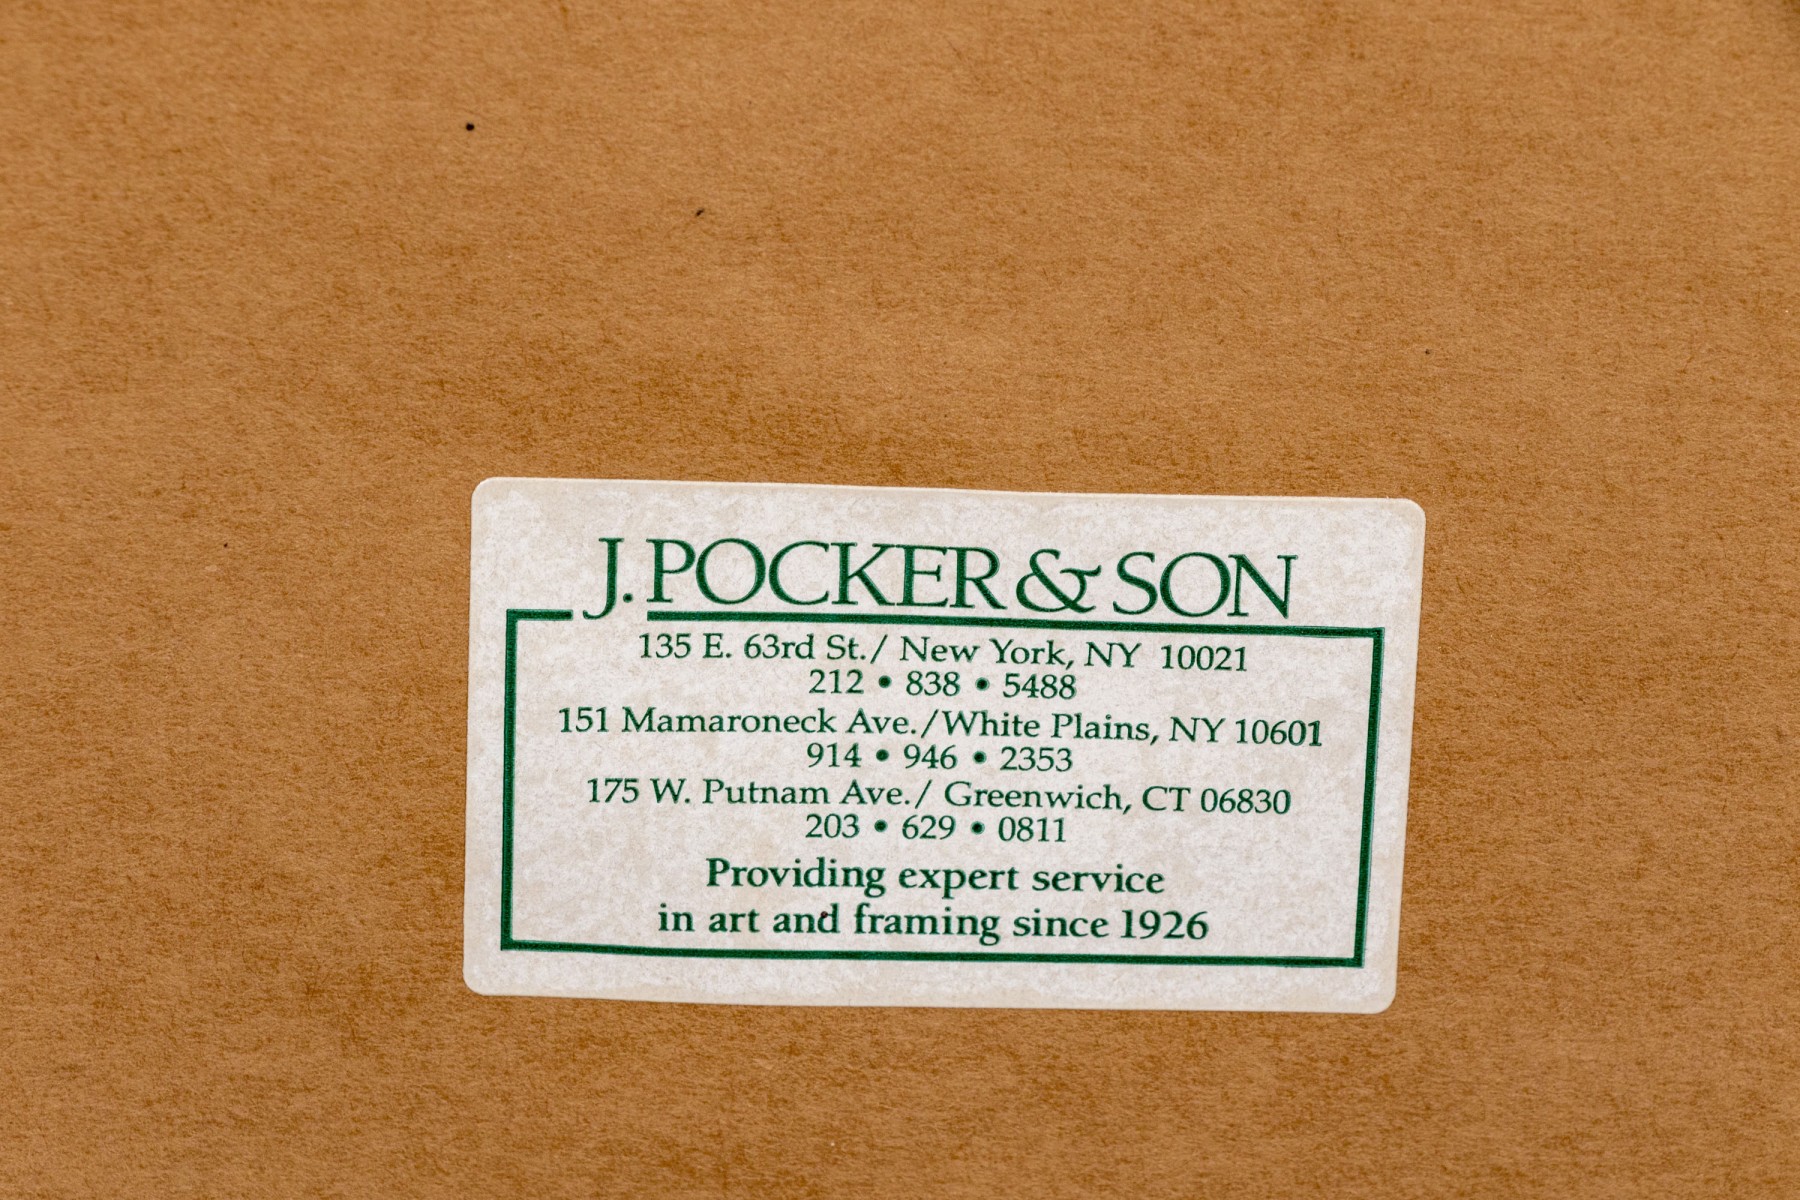 J. POCKER & SON
135 E. 63rd St./ New York, NY 10021
212 • 838 • 5488
151 Mamaroneck Ave./White Plains, NY 10601
914 • 946 • 2353
175 W. Putnam Ave./ Greenwich, CT 06830
203 • 629 • 0811
Providing expert service
in art and framing since 1926